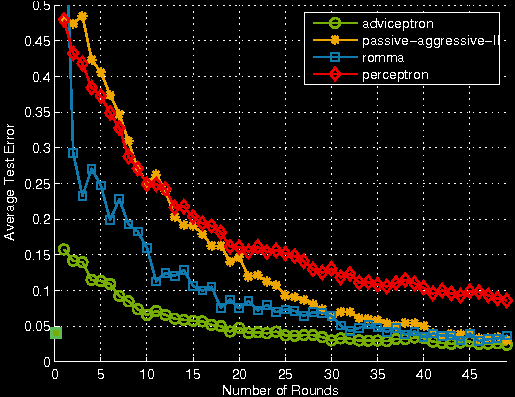 adviceptron
passive-aggressive-II
romma
perceptron
Average Test Error
0.5
0.45
0.4
0.35
0.3
0.25
0.2
0.15
0.1
0.05
0
0 5 10 15 20 25 30 35 40 45
Number of Rounds